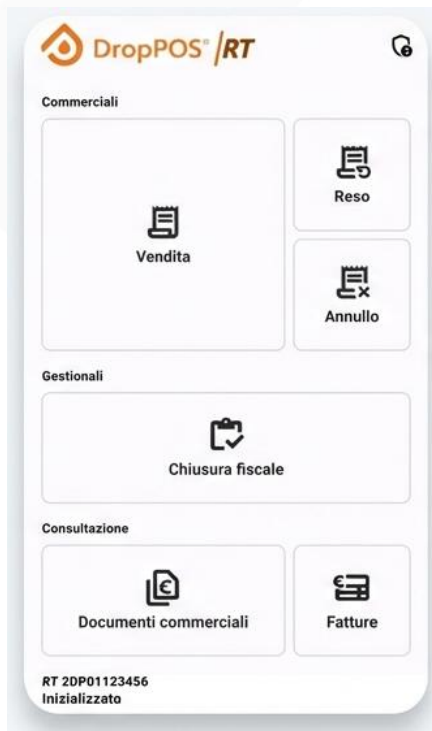 DropPOS® /RT
Commerciali
Vendita
Reso
Annullo
Gestionali
Chiusura fiscale
Consultazione
Documenti commerciali
Fatture
RT 2DP01123456
Inizializzato